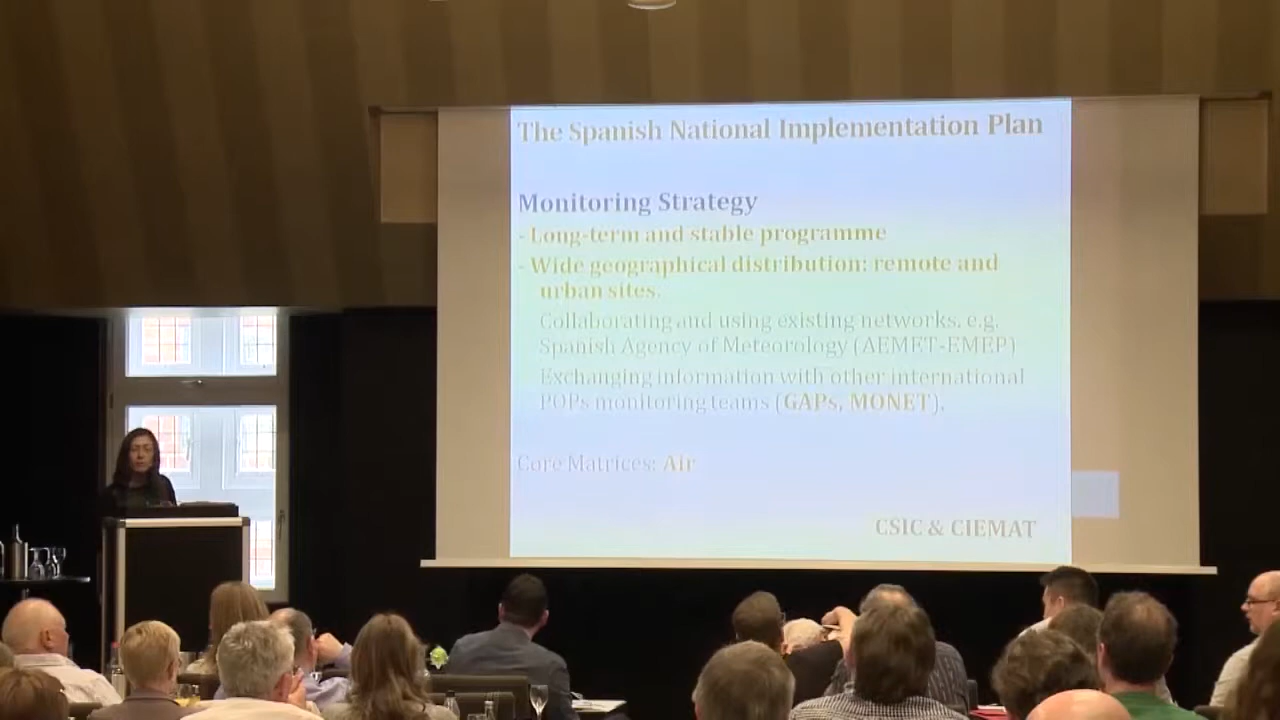 The Spanish National Implementation Plan
Monitoring Strategy
- Long-term and stable programme
- Wide geographical distribution: remote and
urban sites.
Collaborating and using existing networks, e.g.
Spanish Agency of Meteorology (AEMET-EMEP)
Exchanging information with other international
POPs monitoring teams (GAPs, MONET).
Core Matrices: Air
CSIC & CIEMAT